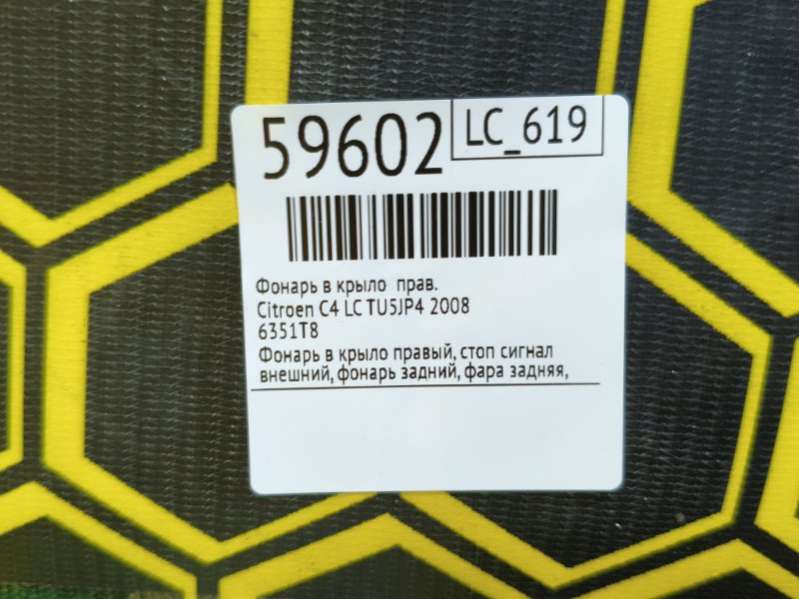 59602 LC_619
Фонарь в крыло прав.
Citroen C4 LC TU5JP4 2008
6351T8
Фонарь в крыло правый, стоп сигнал
внешний, фонарь задний, фара задняя,